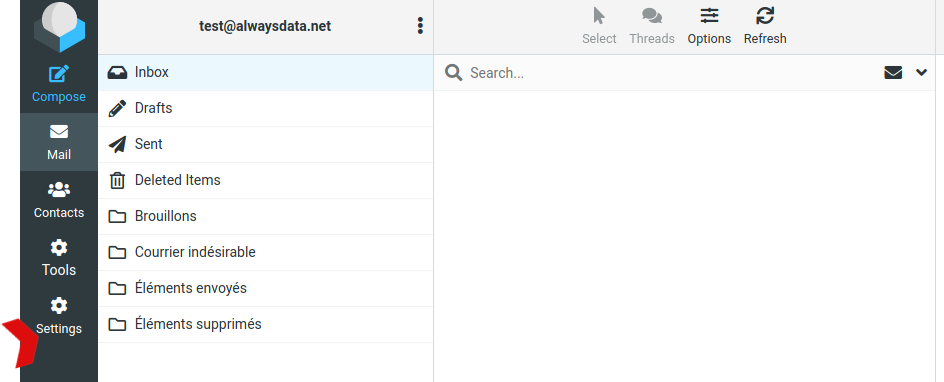 test@alwaysdata.net
Select Threads Options Refresh
Search...
Compose
Mail
Contacts
Tools
Settings
Inbox
Drafts
Sent
Deleted Items
Brouillons
Courrier indésirable
Éléments envoyés
Éléments supprimés